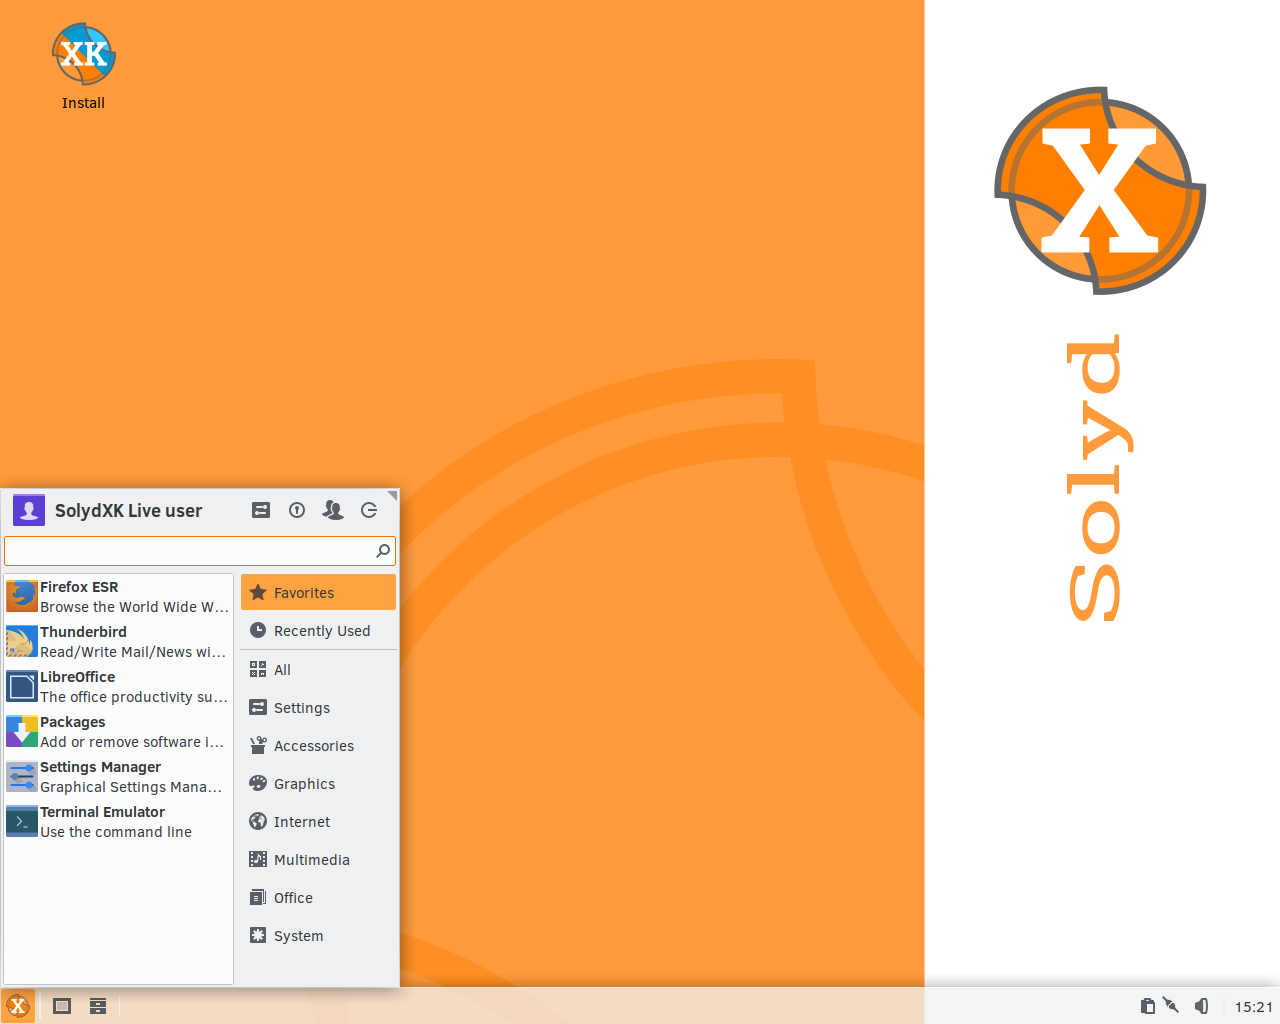 XK
Install
X
Solyd
SolydXK Live user
Firefox ESR
Browse the World Wide W...
Thunderbird
Read/Write Mail/News wi...
LibreOffice
The office productivity su...
Packages
Add or remove software i...
Settings Manager
Graphical Settings Mana...
Terminal Emulator
Use the command line
Favorites
Recently Used
All
Settings
Accessories
Graphics
Internet
Multimedia
Office
System
X
15:21